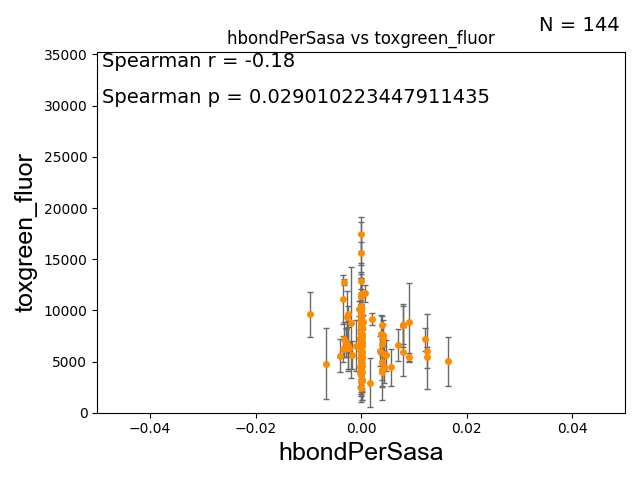 N = 144
hbondPerSasa vs toxgreen_fluor
Spearman r = -0.18
Spearman p = 0.029010223447911435
35000
30000
25000
20000
15000
10000
5000
0
toxgreen_fluor
−0.04 −0.02 0.00 0.02 0.04
hbondPerSasa